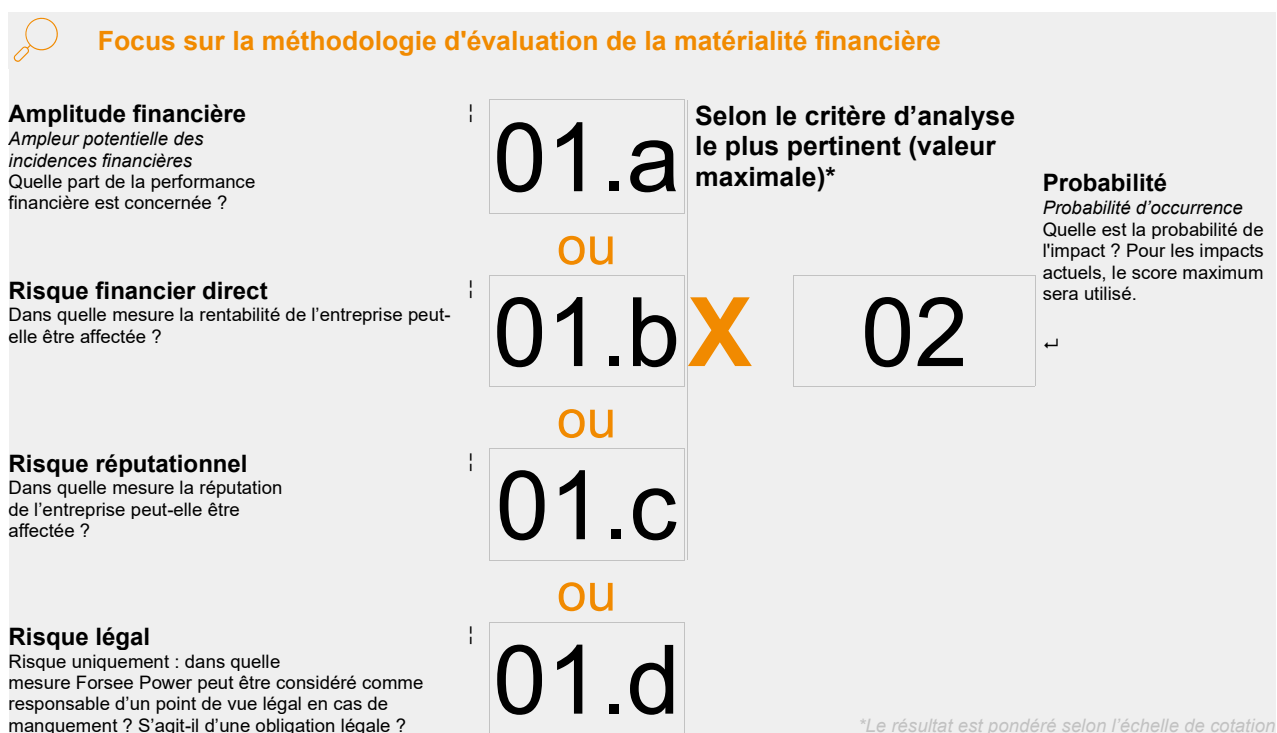 Focus sur la méthodologie d'évaluation de la matérialité financière
Amplitude financière
Ampleur potentielle des
incidences financières
Quelle part de la performance
financière est concernée ?
¦
01.a
Selon le critère d’analyse
le plus pertinent (valeur
maximale)*
Probabilité
Probabilité d’occurrence
Quelle est la probabilité de
l'impact ? Pour les impacts
actuels, le score maximum
sera utilisé.
↵
ou
Risque financier direct
Dans quelle mesure la rentabilité de l’entreprise peut-
elle être affectée ?
¦
01.b
X
02
ou
Risque réputationnel
Dans quelle mesure la réputation
de l’entreprise peut-elle être
affectée ?
¦
01.c
ou
Risque légal
Risque uniquement : dans quelle
mesure Forsee Power peut être considéré comme
responsable d’un point de vue légal en cas de
manquement ? S’agit-il d’une obligation légale ?
¦
01.d
*Le résultat est pondéré selon l’échelle de cotation